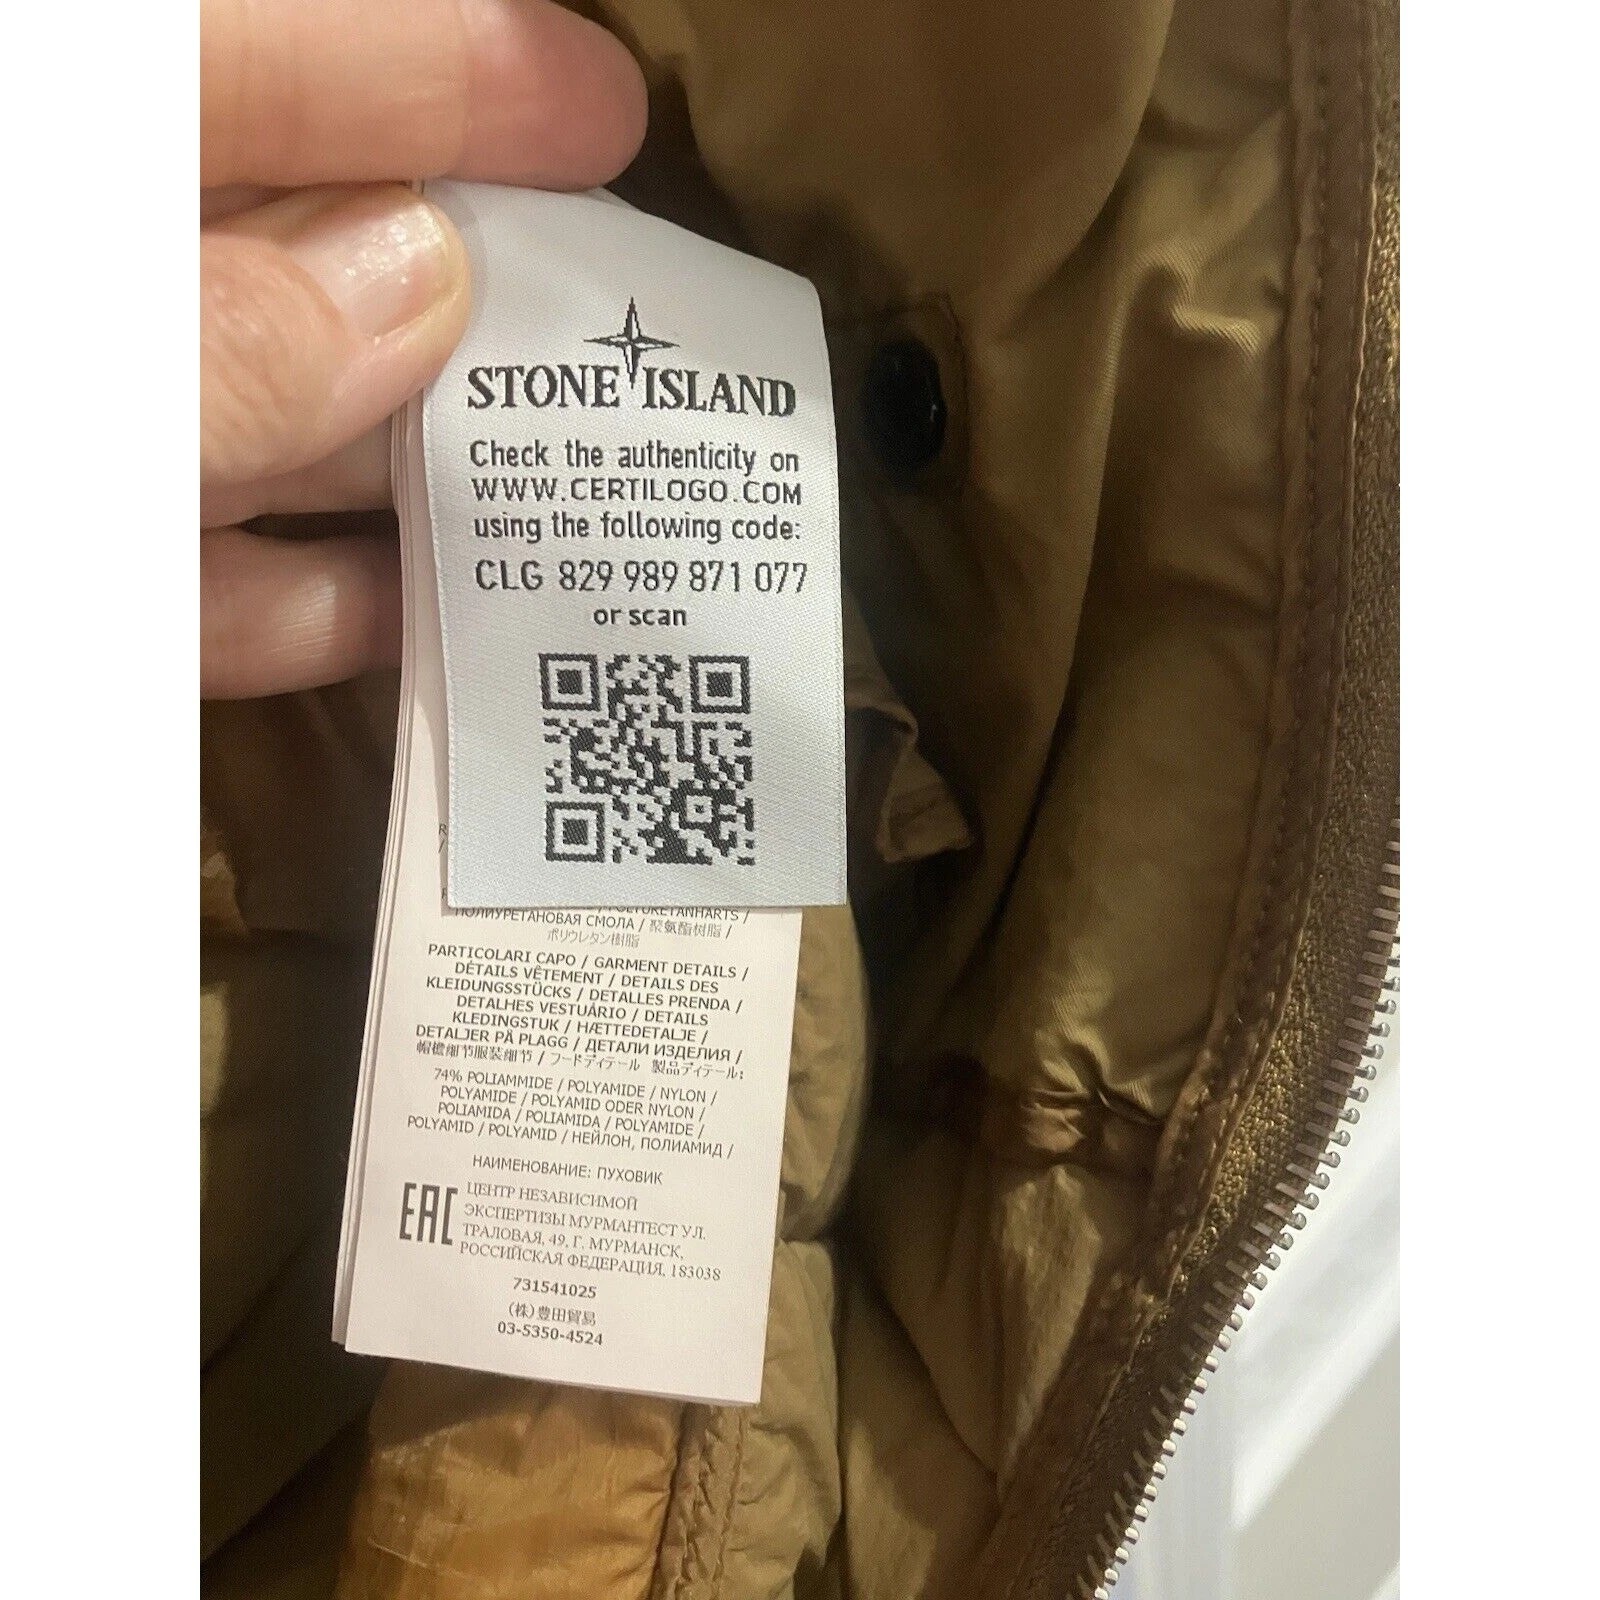 STONE ISLAND
Check the authenticity on
WWW.CERTILOGO.COM
using the following code:
CLG 829 989 871 077
or scan
R
/
ПОЛИУРЕТАНОВАЯ СМОЛА / 聚氨酯树脂 /
ポリウレタン樹脂
PARTICOLARI CAPO / GARMENT DETAILS /
DÉTAILS VÊTEMENT / DETAILS DES
KLEIDUNGSSTÜCKS / DETALLES PRENDA /
DETALHES VESTUÁRIO / DETAILS
KLEDINGSTUK / HÆTTEDETALJE /
DETALJER PÅ PLAGG / ДЕТАЛИ ИЗДЕЛИЯ /
帽檐细节服装细节 / フードディテール 製品ディテール:
74% POLIAMMIDE / POLYAMIDE / NYLON /
POLYAMIDE / POLYAMID ODER NYLON /
POLIAMIDA / POLIAMIDA / POLYAMIDE /
POLYAMID / POLYAMID / НЕЙЛОН, ПОЛИАМИД /
НАИМЕНОВАНИЕ: ПУХОВИК
EAC ЦЕНТР НЕЗАВИСИМОЙ
ЭКСПЕРТИЗЫ МУРМАНТЕСТ УЛ.
ТРАЛОВАЯ, 49, Г. МУРМАНСК,
РОССИЙСКАЯ ФЕДЕРАЦИЯ, 183038
731541025
(株)豊田貿易
03-5350-4524